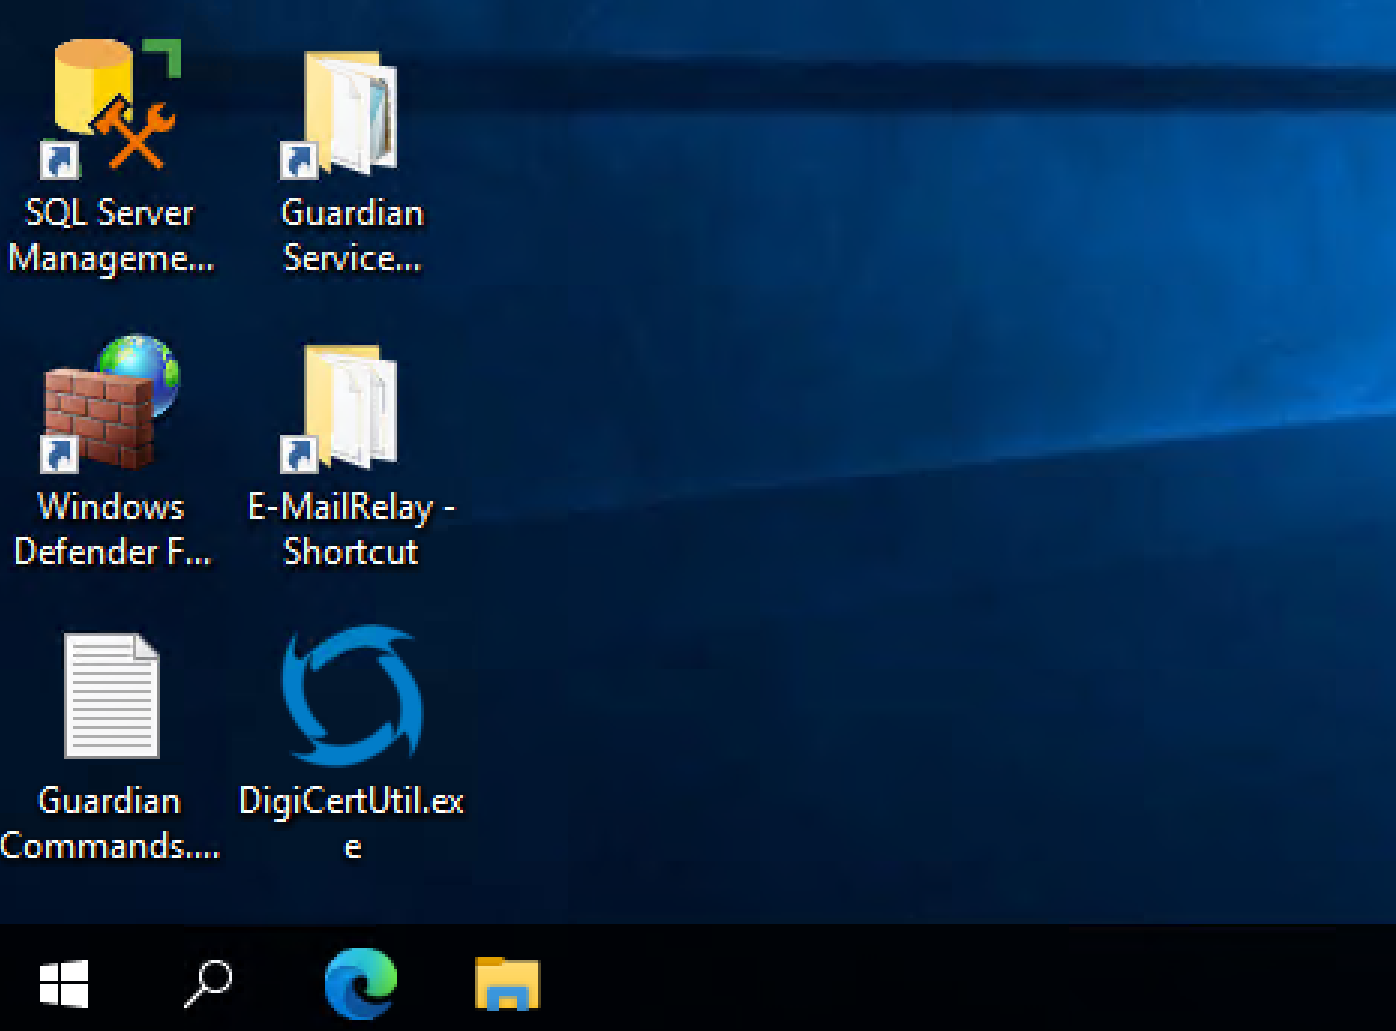 SQL Server
Manageme...
Guardian
Service...
Windows
Defender F...
E-MailRelay -
Shortcut
Guardian
Commands....
DigiCertUtil.ex
e